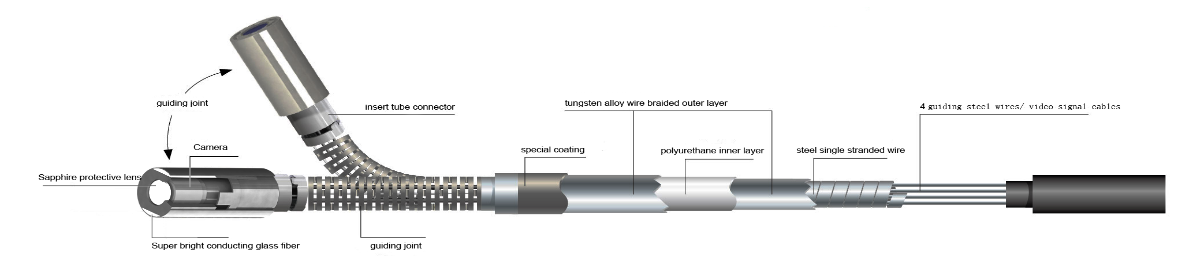 guiding joint
insert tube connector
tungsten alloy wire braided outer layer
4 guiding steel wires/ video signal cables
Camera
special coating
polyurethane inner layer
steel single stranded wire
Sapphire protective lens
Super bright conducting glass fiber
guiding joint